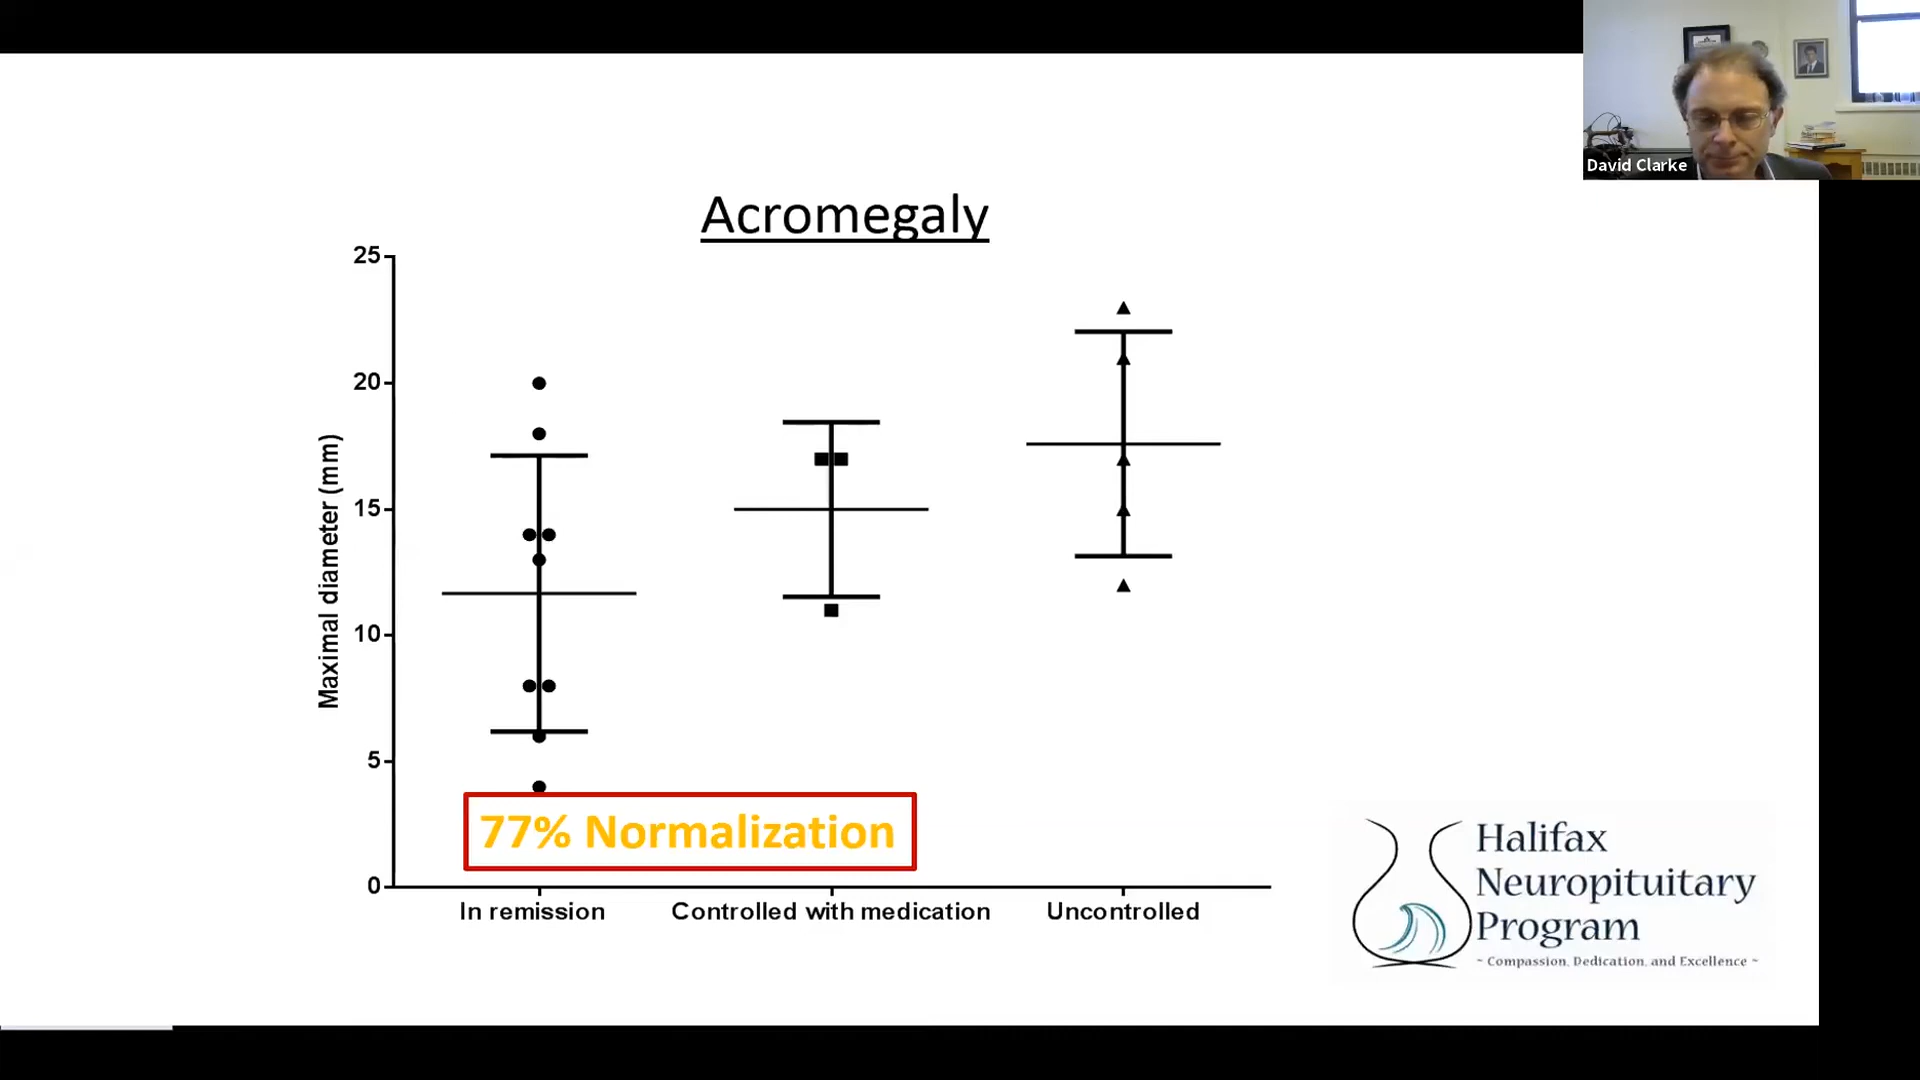 David Clarke
Acromegaly
25
20
15
10
5
0
Maximal diameter (mm)
77% Normalization
In remission
Controlled with medication
Uncontrolled
Halifax
Neuropituitary
Program
~ Compassion, Dedication, and Excellence ~